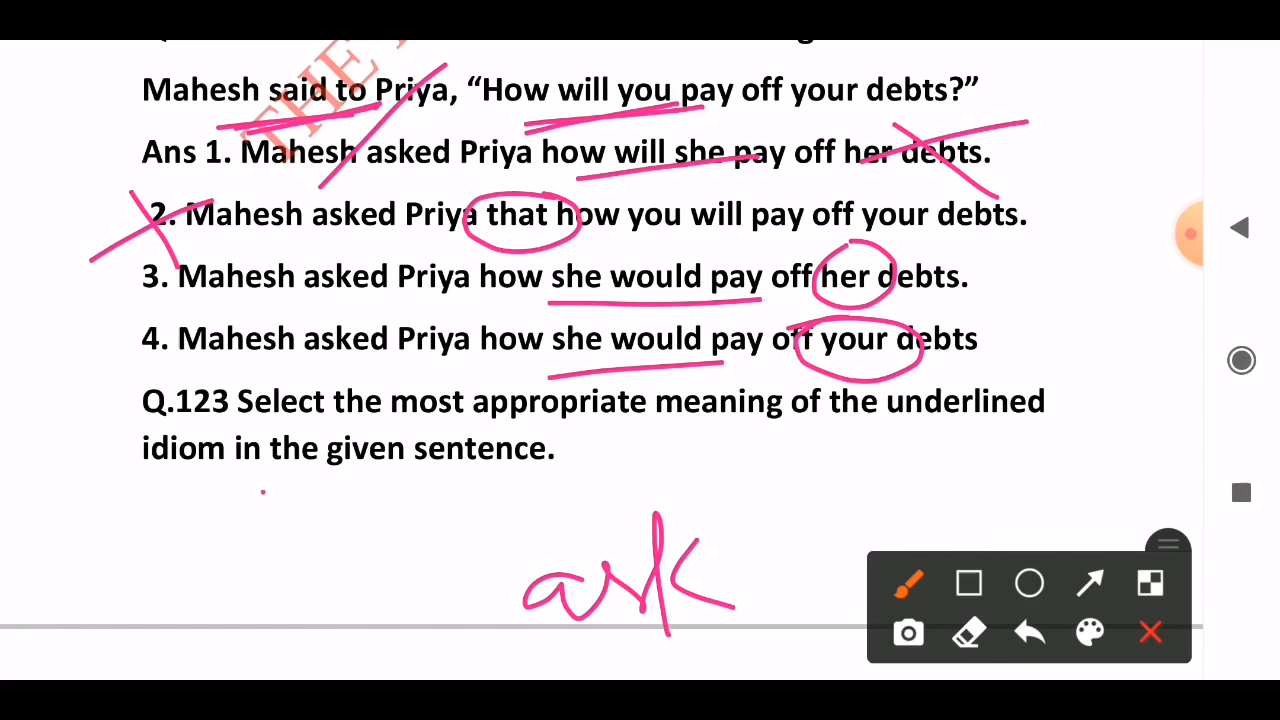 Mahesh said to Priya, “How will you pay off your debts?”
Ans 1. Mahesh asked Priya how will she pay off her debts.
2. Mahesh asked Priya that how you will pay off your debts.
3. Mahesh asked Priya how she would pay off her debts.
4. Mahesh asked Priya how she would pay off your debts
Q.123 Select the most appropriate meaning of the underlined
idiom in the given sentence.
ask
THE